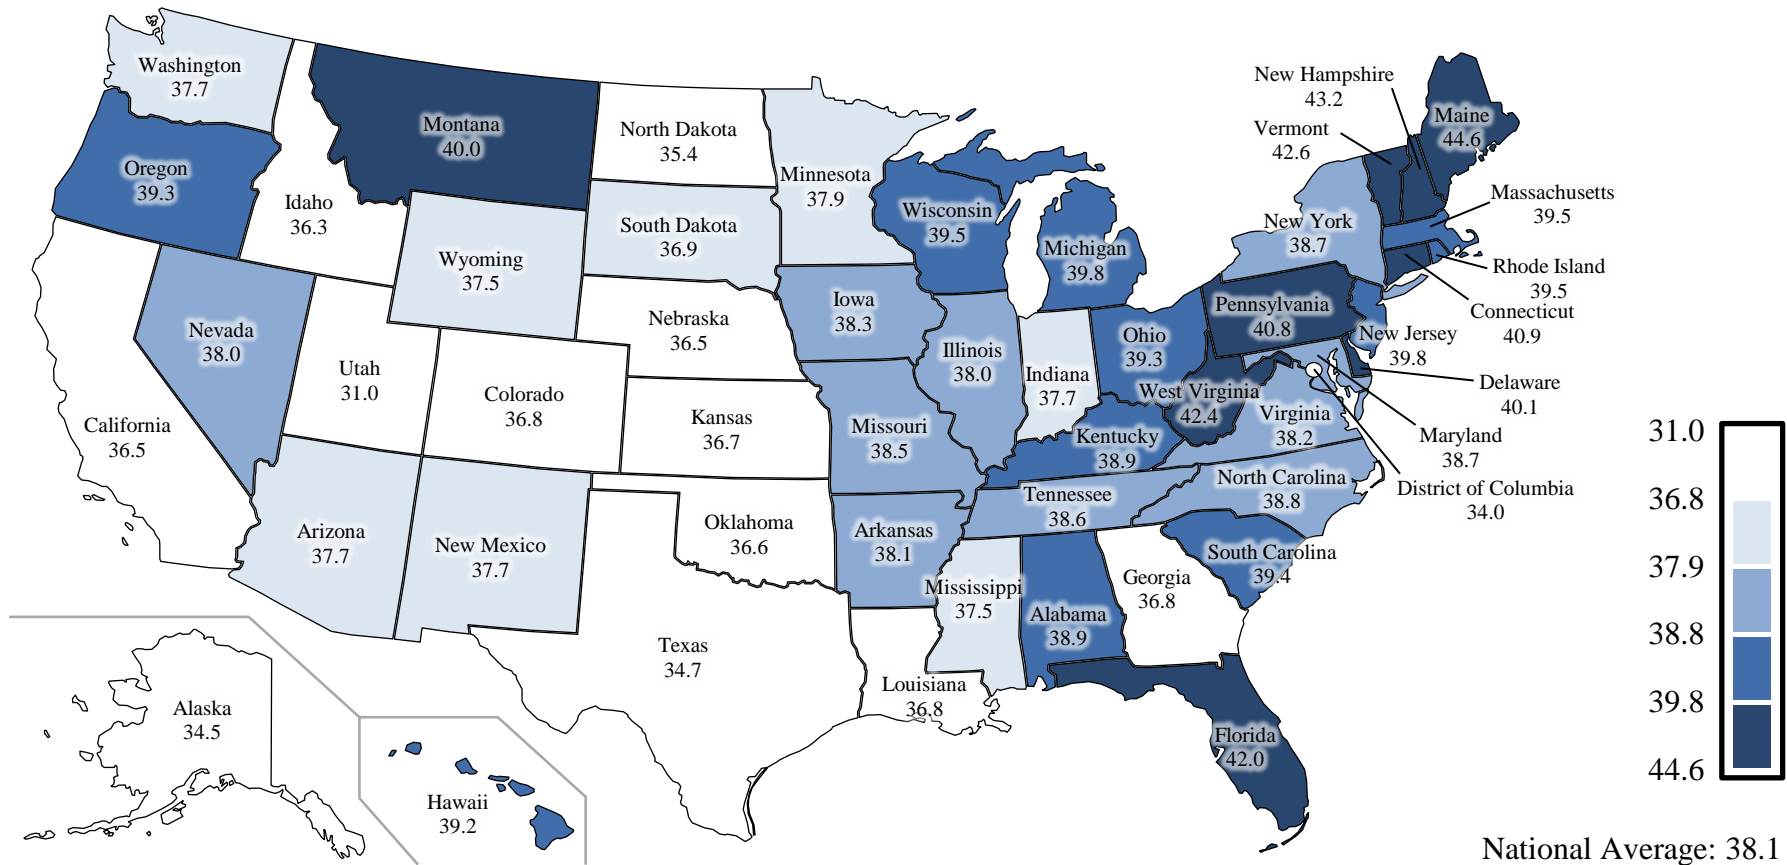 Washington
37.7
Montana
40.0
North Dakota
35.4
Minnesota
37.9
New Hampshire
43.2
Vermont
42.6
Maine
44.6
Oregon
39.3
Idaho
36.3
Wyoming
37.5
South Dakota
36.9
Wisconsin
39.5
Michigan
39.8
New York
38.7
Massachusetts
39.5
Rhode Island
39.5
Connecticut
40.9
Nevada
38.0
Utah
31.0
Colorado
36.8
Nebraska
36.5
Iowa
38.3
Illinois
38.0
Indiana
37.7
Ohio
39.3
Pennsylvania
40.8
New Jersey
39.8
Delaware
40.1
Maryland
38.7
District of Columbia
34.0
California
36.5
Kansas
36.7
Missouri
38.5
Kentucky
38.9
West Virginia
42.4
Virginia
38.2
Arizona
37.7
New Mexico
37.7
Oklahoma
36.6
Arkansas
38.1
Tennessee
38.6
North Carolina
38.8
South Carolina
39.4
Texas
34.7
Louisiana
36.8
Mississippi
37.5
Alabama
38.9
Georgia
36.8
Florida
42.0
Alaska
34.5
Hawaii
39.2
31.0
36.8
37.9
38.8
39.8
44.6
National Average: 38.1